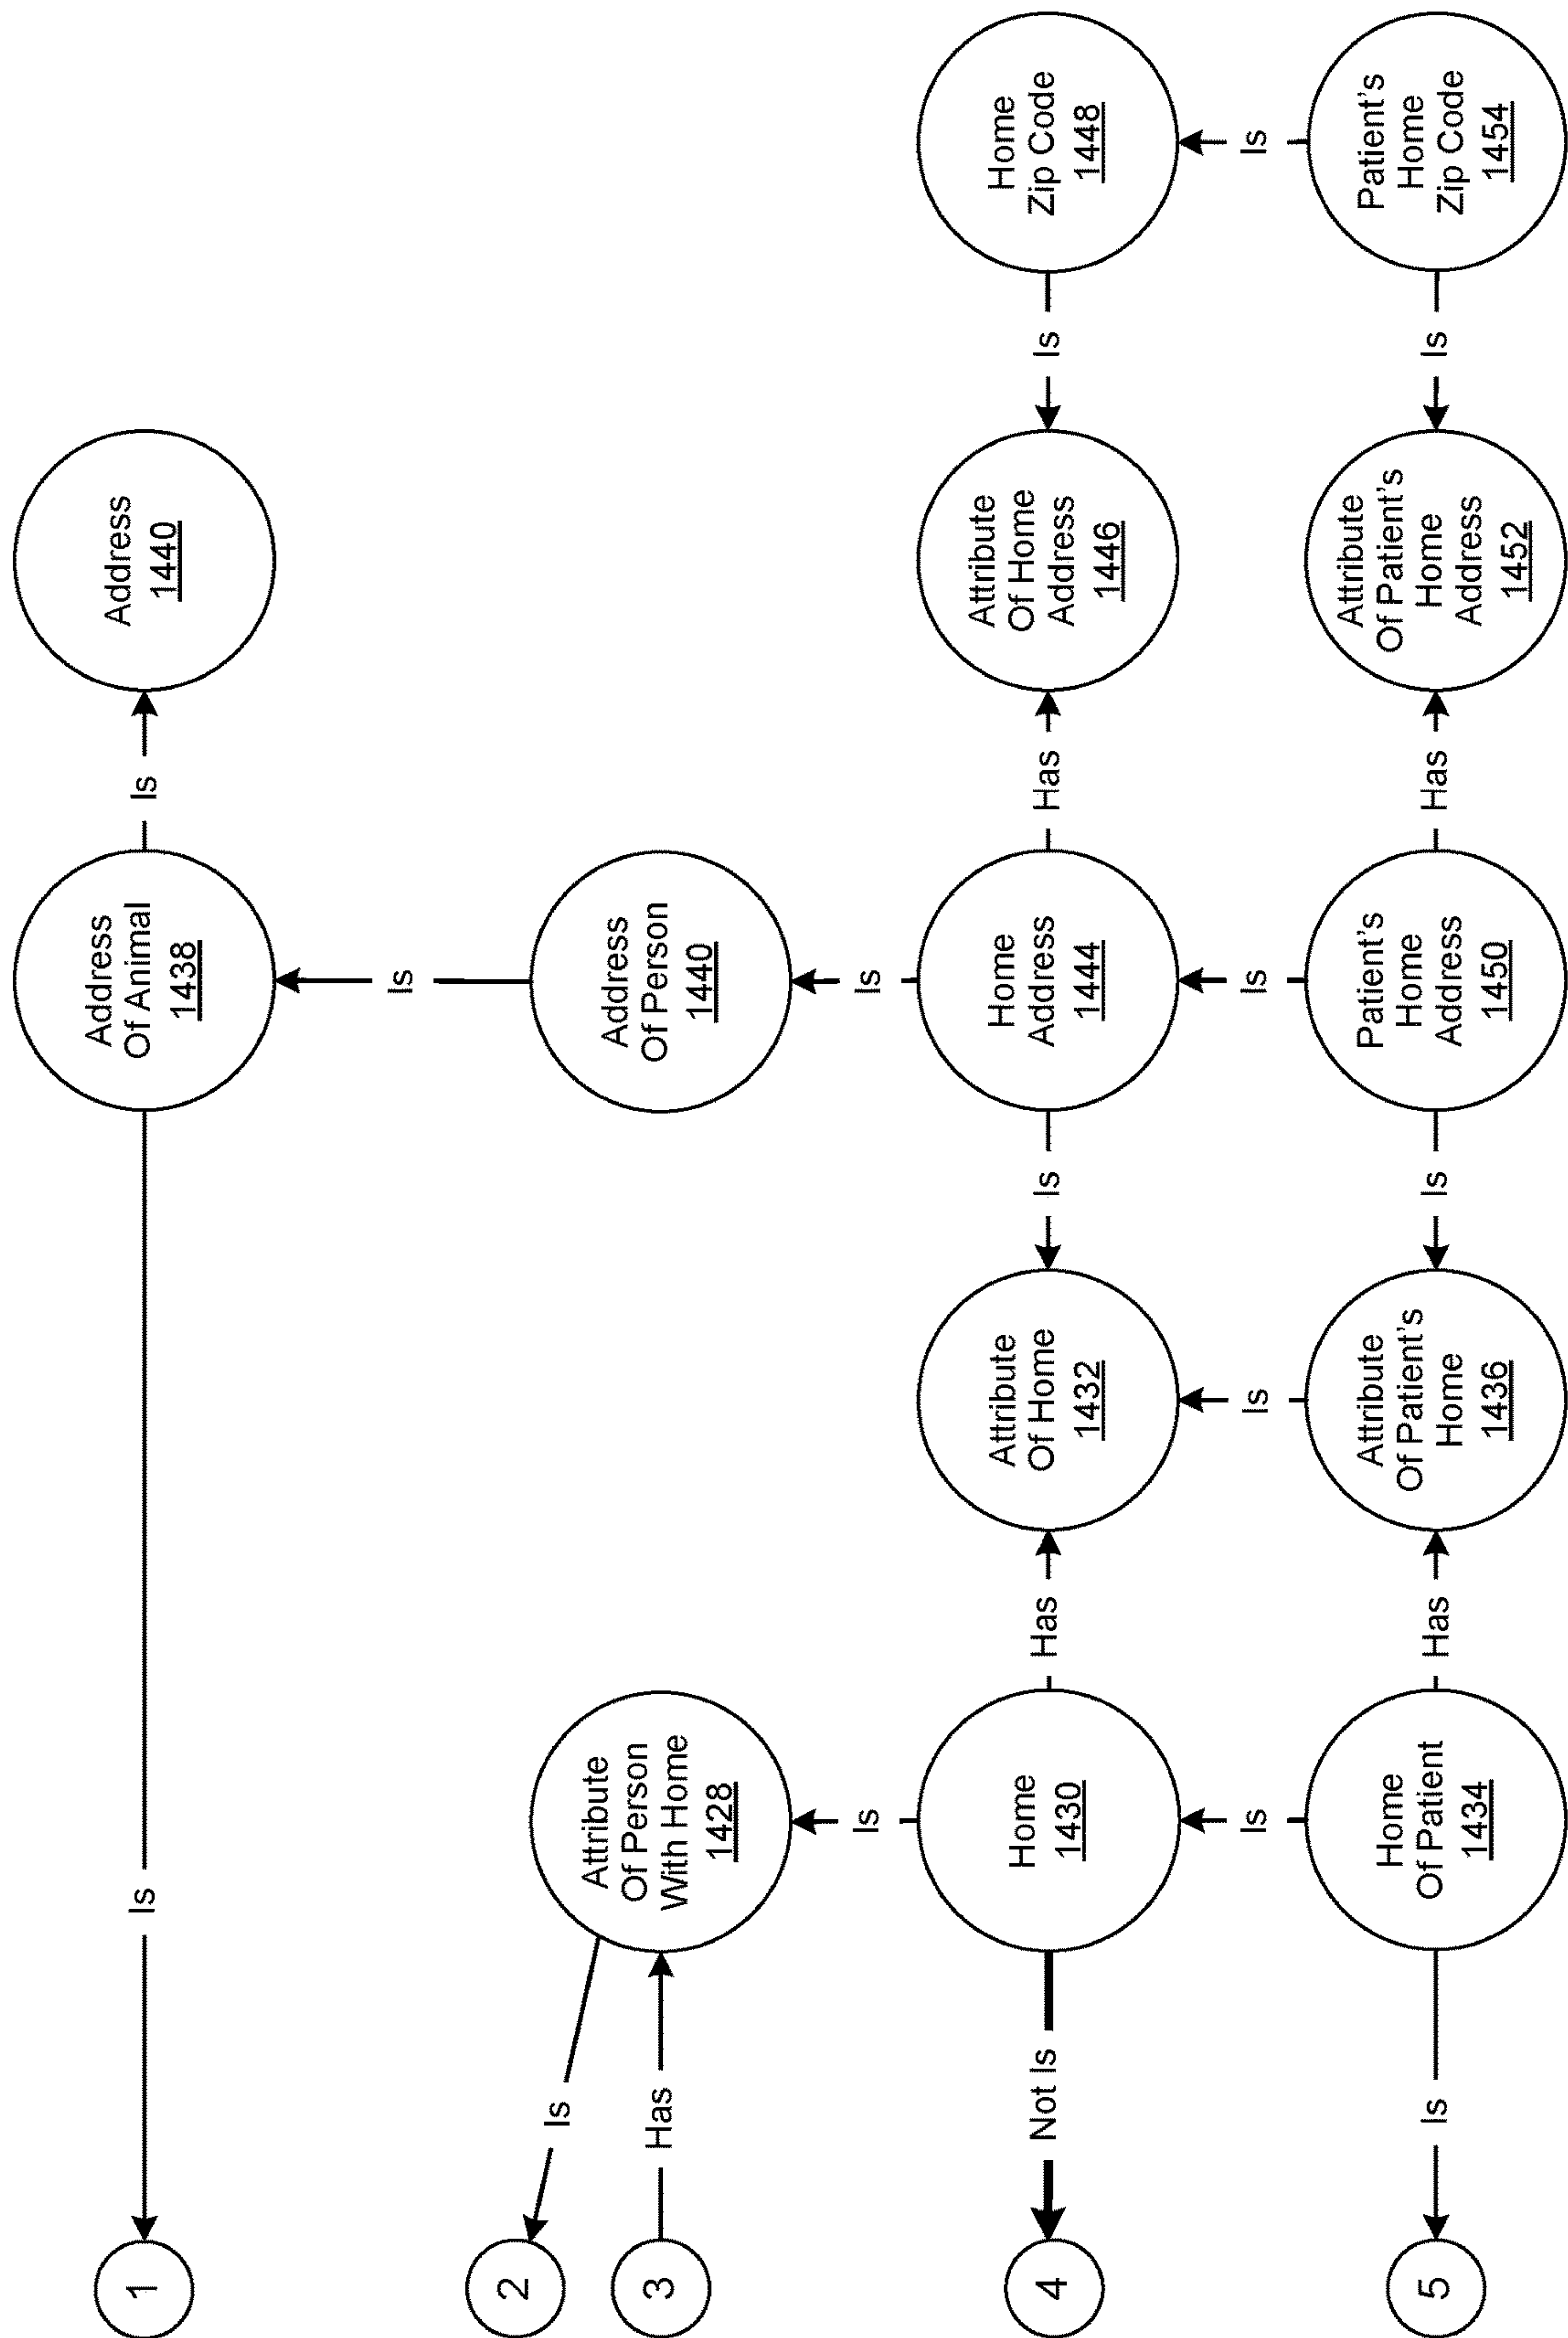 1
Is
Address
Of Animal
1438
Is
Address
1440
Is
2
Is
3
Has
Attribute
Of Person
With Home
1428
Address
Of Person
1440
Is
Is
4
Not Is
Home
1430
Has
Attribute
Of Home
1432
Is
Home
Address
1444
Has
Attribute
Of Home
Address
1446
Is
Home
Zip Code
1448
Is
Is
Is
Is
5
Is
Home
Of Patient
1434
Has
Attribute
Of Patient's
Home
1436
Is
Patient's
Home
Address
1450
Has
Attribute
Of Patient's
Home
Address
1452
Is
Patient's
Home
Zip Code
1454